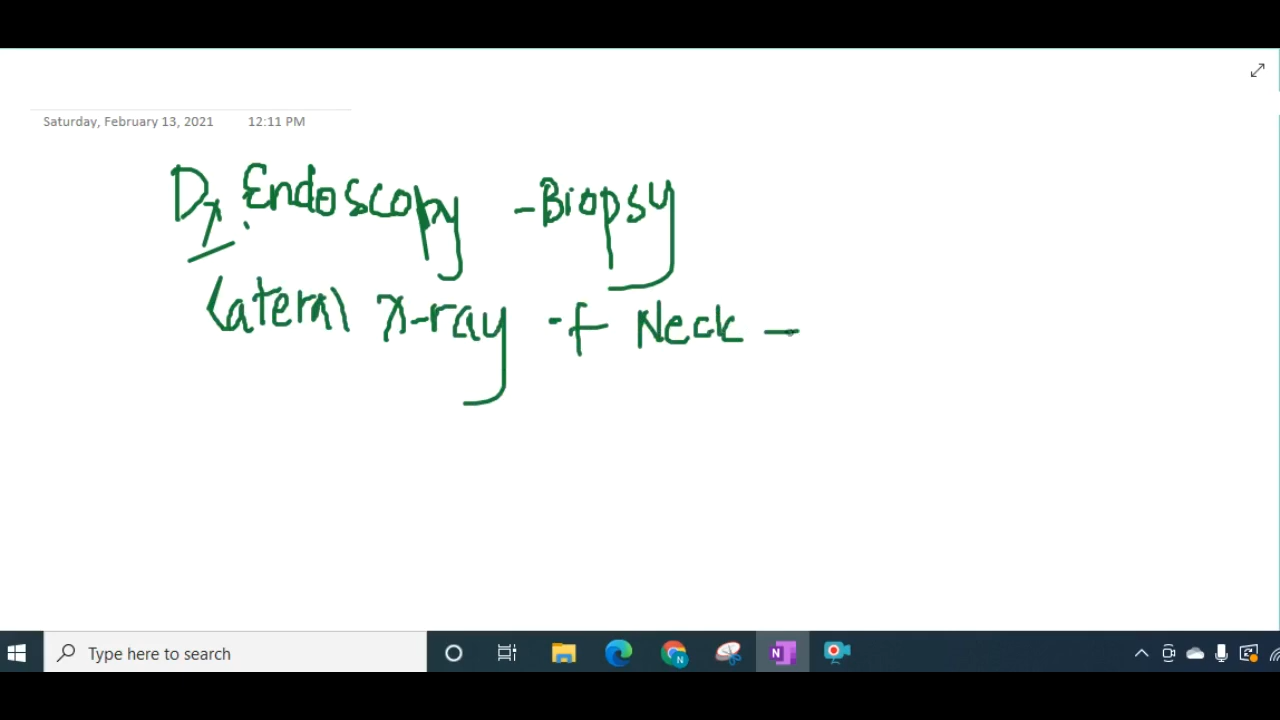 Saturday, February 13, 2021 12:11 PM
Dx: Endoscopy - Biopsy
Lateral x-ray - of Neck -
Type here to search